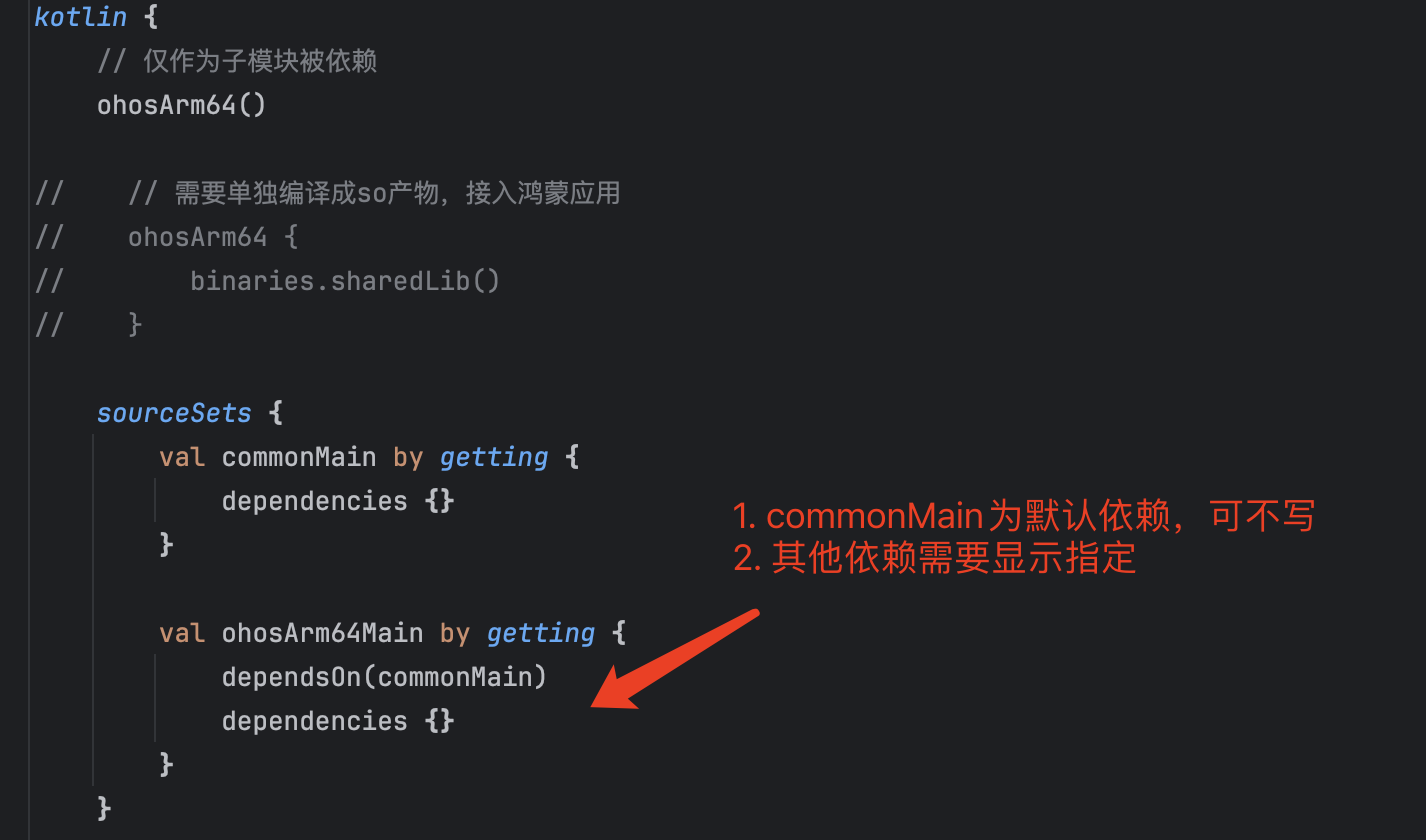 kotlin {
// 仅作为子模块被依赖
ohosArm64()
// // 需要单独编译成so产物，接入鸿蒙应用
// ohosArm64 {
// binaries.sharedLib()
// }
sourceSets {
val commonMain by getting {
dependencies {}
}
val ohosArm64Main by getting {
dependsOn(commonMain)
dependencies {}
}
}
1. commonMain为默认依赖，可不写
2. 其他依赖需要显示指定